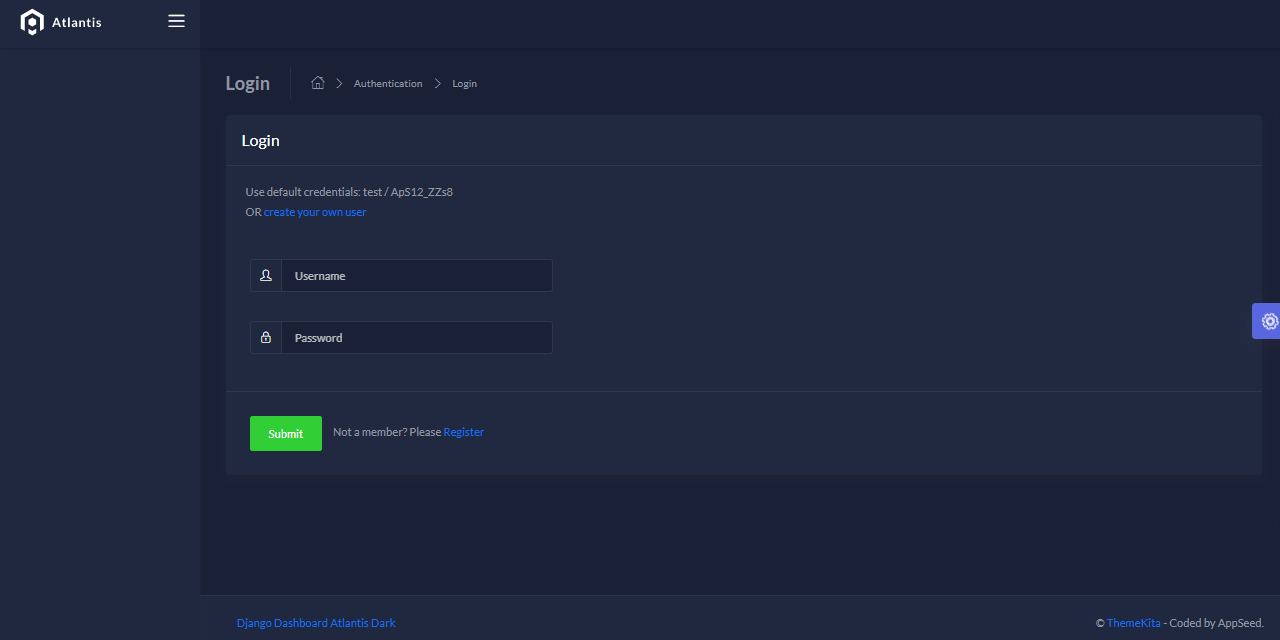 Atlantis
Login
Authentication
Login
Login
Use default credentials: test / ApS12_ZZs8
OR create your own user
Username
Password
Submit
Not a member? Please Register
Django Dashboard Atlantis Dark
© ThemeKita - Coded by AppSeed.